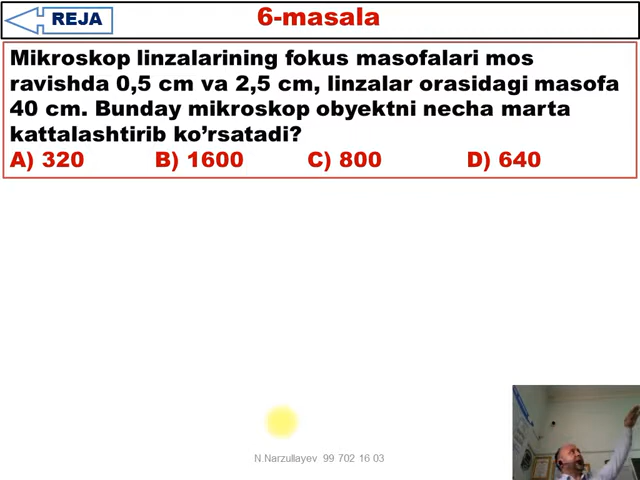 REJA
6-masala
Mikroskop linzalarining fokus masofalari mos
ravishda 0,5 cm va 2,5 cm, linzalar orasidagi masofa
40 cm. Bunday mikroskop obyektni necha marta
kattalashtirib ko’rsatadi?
A) 320 B) 1600 C) 800 D) 640
N.Narzullayev 99 702 16 03